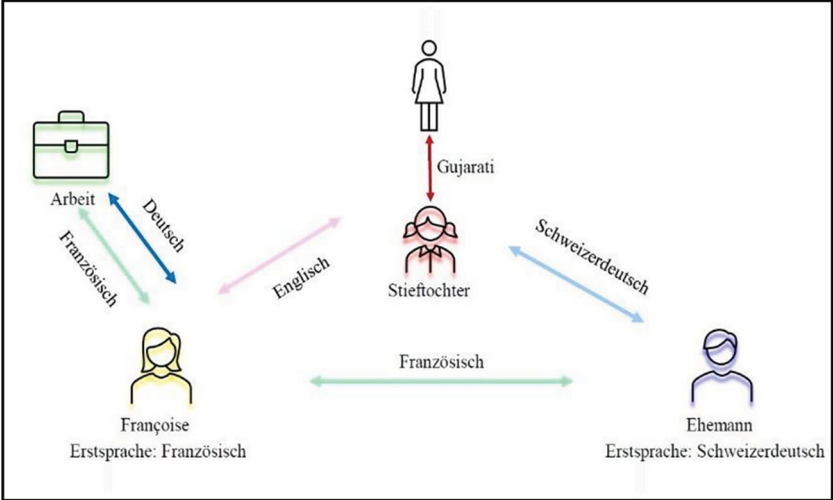 Gujarati
Arbeit
Deutsch
Französisch
Englisch
Stieftochter
Schweizerdeutsch
Französisch
Françoise
Erstsprache: Französisch
Ehemann
Erstsprache: Schweizerdeutsch